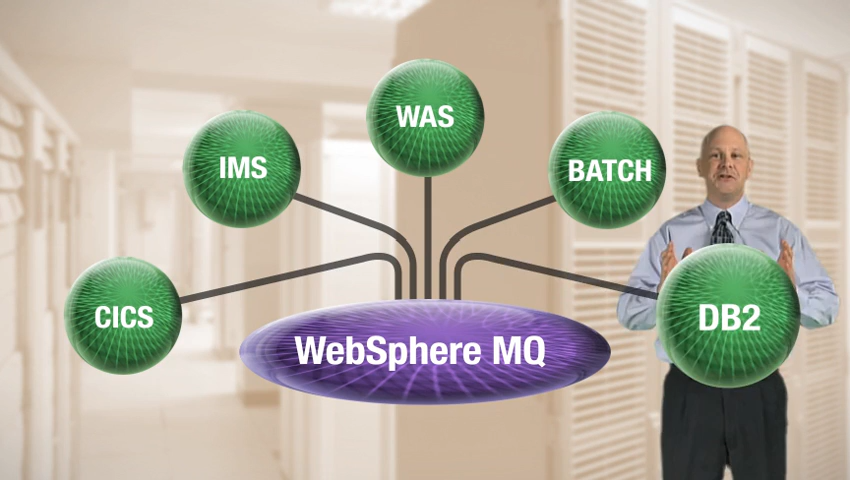 WAS
IMS
BATCH
CICS
DB2
WebSphere MQ